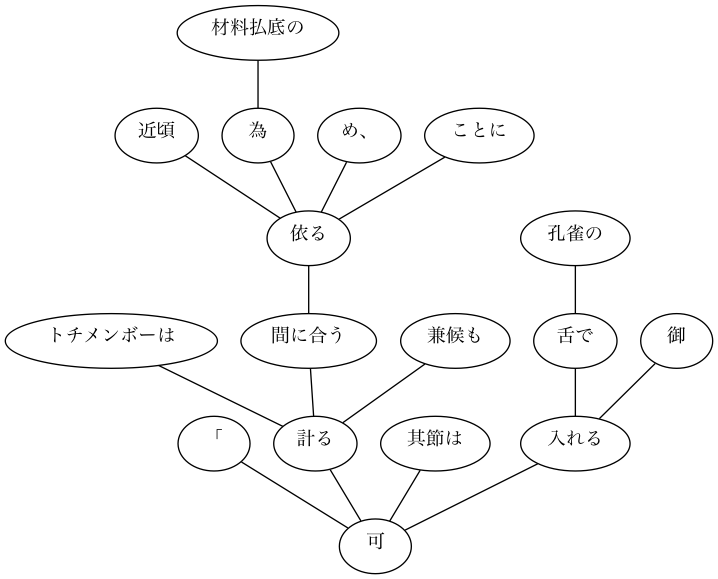 材料払底の
近頃
為
め、
ことに
依る
孔雀の
トチメンボーは
間に合う
兼候も
舌で
御
「
計る
其節は
入れる
可